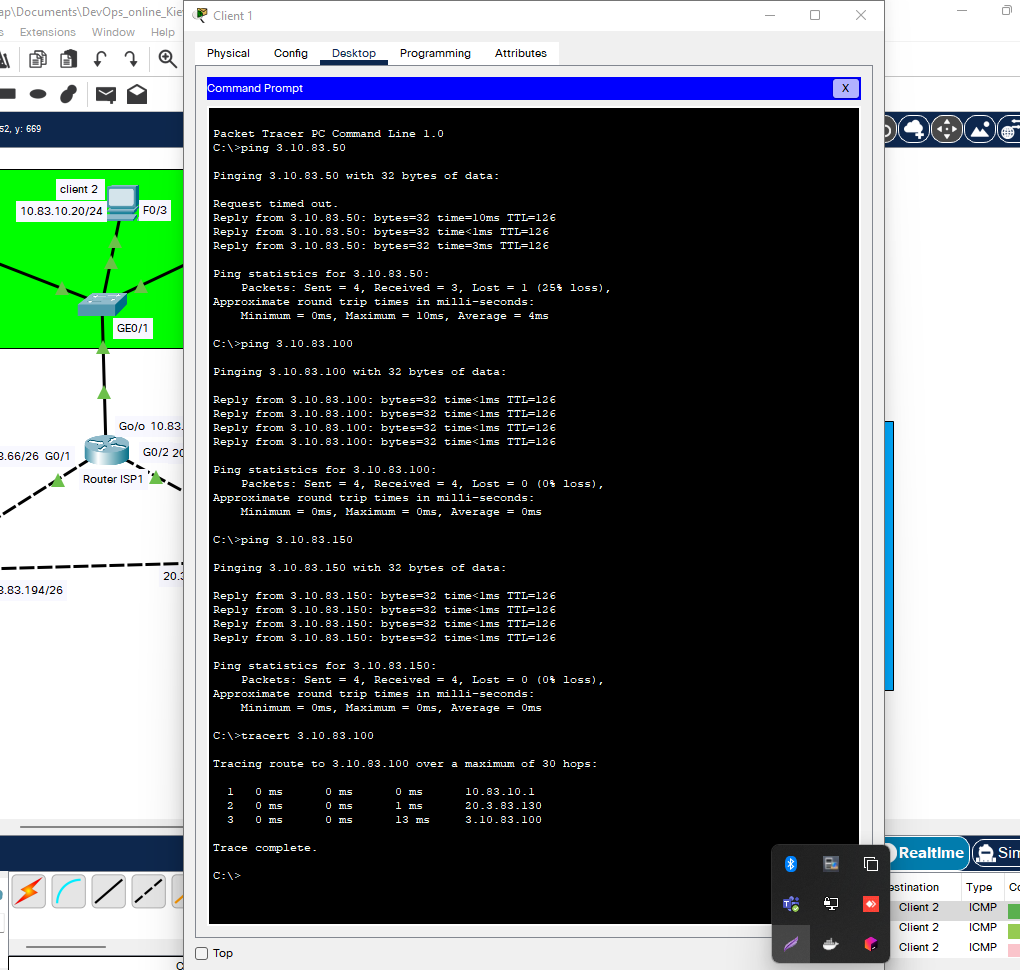 ap\Documents\DevOps_online_Kie
Client 1
s Extensions Window Help
Physical Config Desktop Programming Attributes
Command Prompt X
s2, y: 669
Packet Tracer PC Command Line 1.0
C:\>ping 3.10.83.50
Pinging 3.10.83.50 with 32 bytes of data:
Request timed out.
Reply from 3.10.83.50: bytes=32 time=10ms TTL=126
Reply from 3.10.83.50: bytes=32 time<1ms TTL=126
Reply from 3.10.83.50: bytes=32 time=3ms TTL=126
Ping statistics for 3.10.83.50:
Packets: Sent = 4, Received = 3, Lost = 1 (25% loss),
Approximate round trip times in milli-seconds:
Minimum = 0ms, Maximum = 10ms, Average = 4ms
C:\>ping 3.10.83.100
Pinging 3.10.83.100 with 32 bytes of data:
Reply from 3.10.83.100: bytes=32 time<1ms TTL=126
Reply from 3.10.83.100: bytes=32 time<1ms TTL=126
Reply from 3.10.83.100: bytes=32 time<1ms TTL=126
Reply from 3.10.83.100: bytes=32 time<1ms TTL=126
Ping statistics for 3.10.83.100:
Packets: Sent = 4, Received = 4, Lost = 0 (0% loss),
Approximate round trip times in milli-seconds:
Minimum = 0ms, Maximum = 0ms, Average = 0ms
C:\>ping 3.10.83.150
Pinging 3.10.83.150 with 32 bytes of data:
Reply from 3.10.83.150: bytes=32 time<1ms TTL=126
Reply from 3.10.83.150: bytes=32 time<1ms TTL=126
Reply from 3.10.83.150: bytes=32 time<1ms TTL=126
Reply from 3.10.83.150: bytes=32 time<1ms TTL=126
Ping statistics for 3.10.83.150:
Packets: Sent = 4, Received = 4, Lost = 0 (0% loss),
Approximate round trip times in milli-seconds:
Minimum = 0ms, Maximum = 0ms, Average = 0ms
C:\>tracert 3.10.83.100
Tracing route to 3.10.83.100 over a maximum of 30 hops:
1 0 ms 0 ms 0 ms 10.83.10.1
2 0 ms 0 ms 1 ms 20.3.83.130
3 0 ms 0 ms 13 ms 3.10.83.100
Trace complete.
C:\>
Top
client 2
10.83.10.20/24
F0/3
GE0/1
Go/o 10.83.
3.66/26 G0/1
G0/2 20
Router ISP1
20.3
3.83.194/26
Realtime
Sim
estination Type Co
Client 2 ICMP
Client 2 ICMP
Client 2 ICMP
C